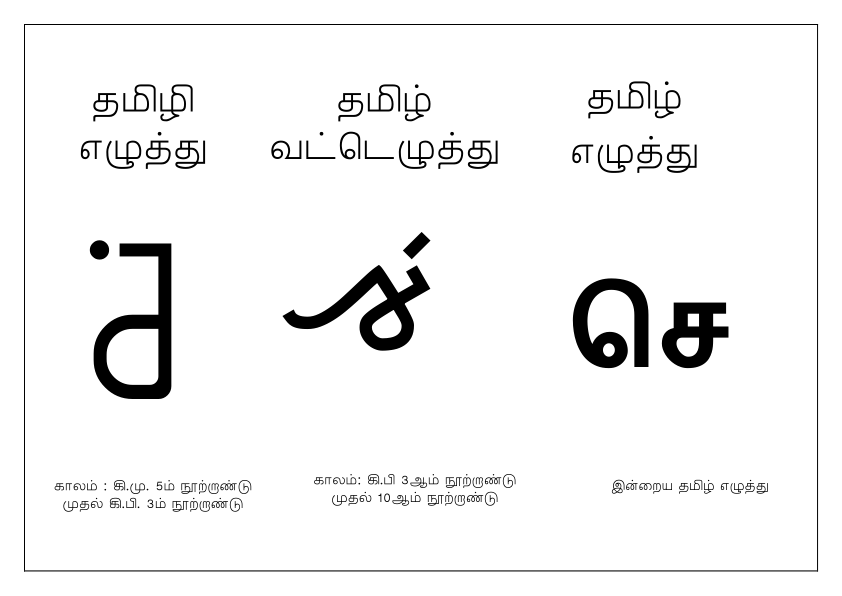 தமிழி
எழுத்து
தமிழ்
வட்டெழுத்து
தமிழ்
எழுத்து
செ
காலம் : கி.மு. 5ம் நூற்றாண்டு
முதல் கி.பி. 3ம் நூற்றாண்டு
காலம்: கி.பி 3ஆம் நூற்றாண்டு
முதல் 10ஆம் நூற்றாண்டு
இன்றைய தமிழ் எழுத்து